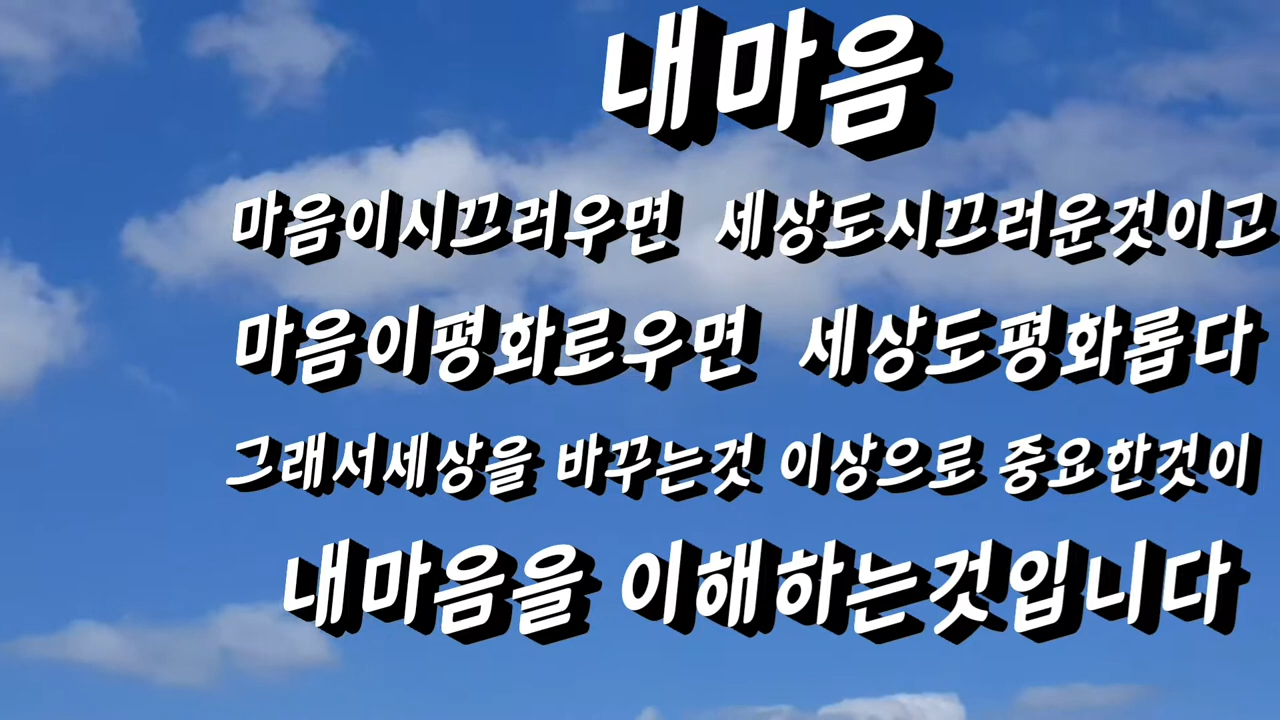 내마음
마음이시끄러우면 세상도시끄러운것이고
마음이평화로우면 세상도평화롭다
그래서세상을 바꾸는것 이상으로 중요한것이
내마음을 이해하는것입니다